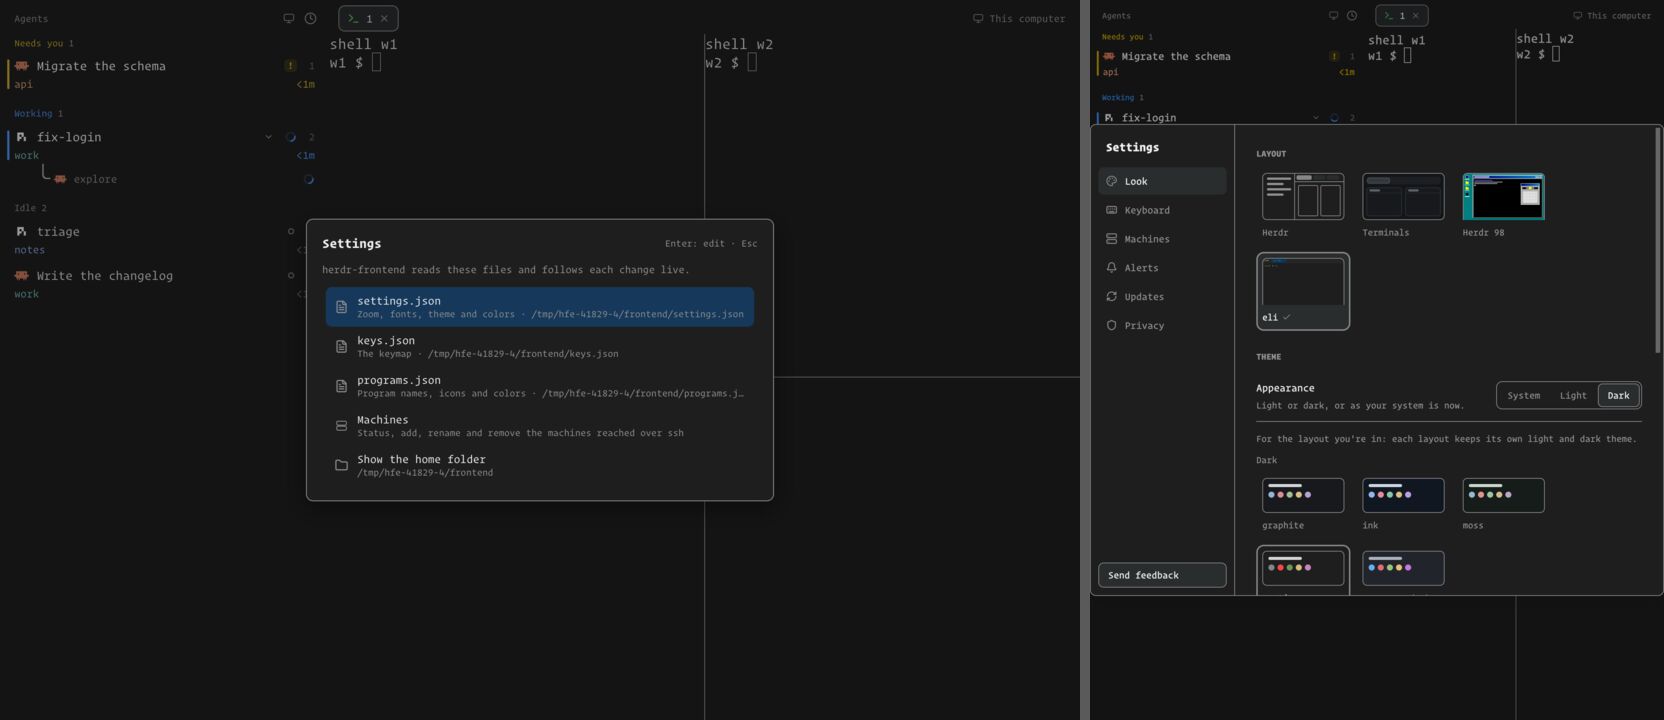 Agents
1
This computer
Needs you 1
Migrate the schema
! 1
api
<1m
Working 1
fix-login
2
work
<1m
explore
Idle 2
triage
notes
Write the changelog
work
shell w1
w1 $
shell w2
w2 $
Settings
Enter: edit · Esc
herdr-frontend reads these files and follows each change live.
settings.json
Zoom, fonts, theme and colors · /tmp/hfe-41829-4/frontend/settings.json
keys.json
The keymap · /tmp/hfe-41829-4/frontend/keys.json
programs.json
Program names, icons and colors · /tmp/hfe-41829-4/frontend/programs.j…
Machines
Status, add, rename and remove the machines reached over ssh
Show the home folder
/tmp/hfe-41829-4/frontend
Agents
1
This computer
Needs you 1
Migrate the schema
! 1
api
<1m
Working 1
fix-login
2
shell w1
w1 $
shell w2
w2 $
Settings
Look
Keyboard
Machines
Alerts
Updates
Privacy
Send feedback
LAYOUT
Herdr
Terminals
Herdr 98
eli
THEME
Appearance
Light or dark, or as your system is now.
System
Light
Dark
For the layout you're in: each layout keeps its own light and dark theme.
Dark
graphite
ink
moss